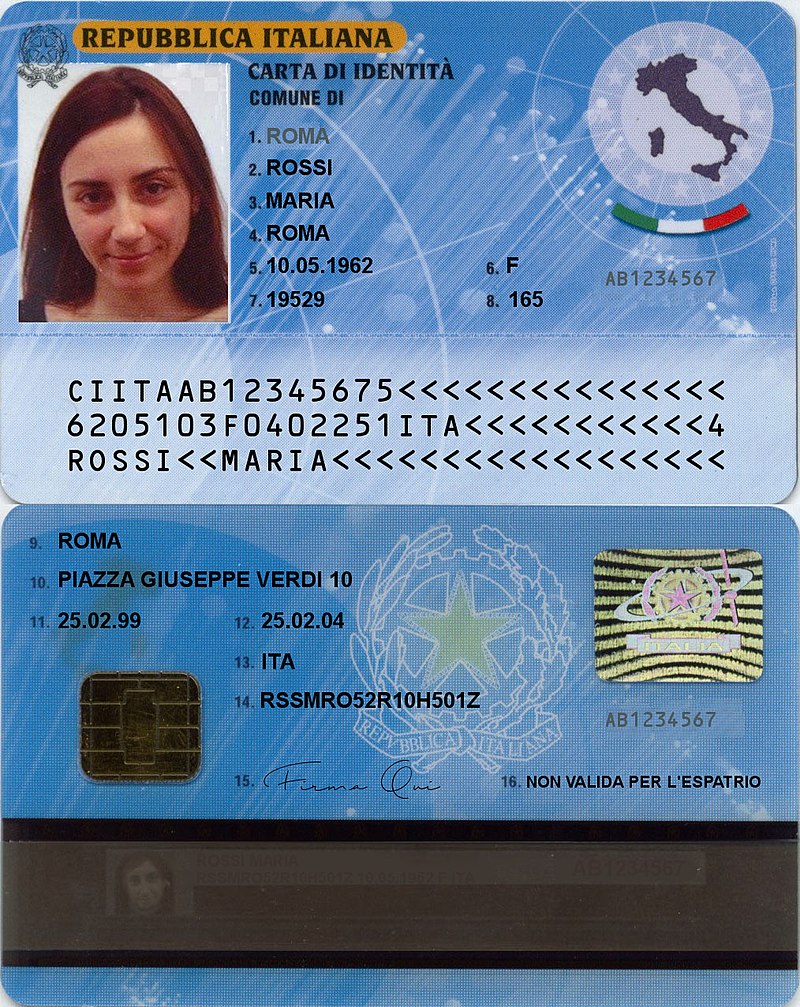 REPUBBLICA ITALIANA
CARTA DI IDENTITÀ
COMUNE DI
1. ROMA
2. ROSSI
3. MARIA
4. ROMA
5. 10.05.1962 6. F
AB1234567
7. 19529 8. 165
CIITAAB12345675<<<<<<<<<<<<<<<
6205103F0402251ITA<<<<<<<<<<<4
ROSSI<<MARIA<<<<<<<<<<<<<<<<<<
9. ROMA
10. PIAZZA GIUSEPPE VERDI 10
11. 25.02.99 12. 25.02.04
13. ITA
ITALIA
14. RSSMRO52R10H501Z
AB1234567
REPVBBLICA ITALIANA
15. Firma Qui 16. NON VALIDA PER L'ESPATRIO
ROSSI MARIA AB1234567
RSSMRO52R10H501Z 10.05.1962 F ITA